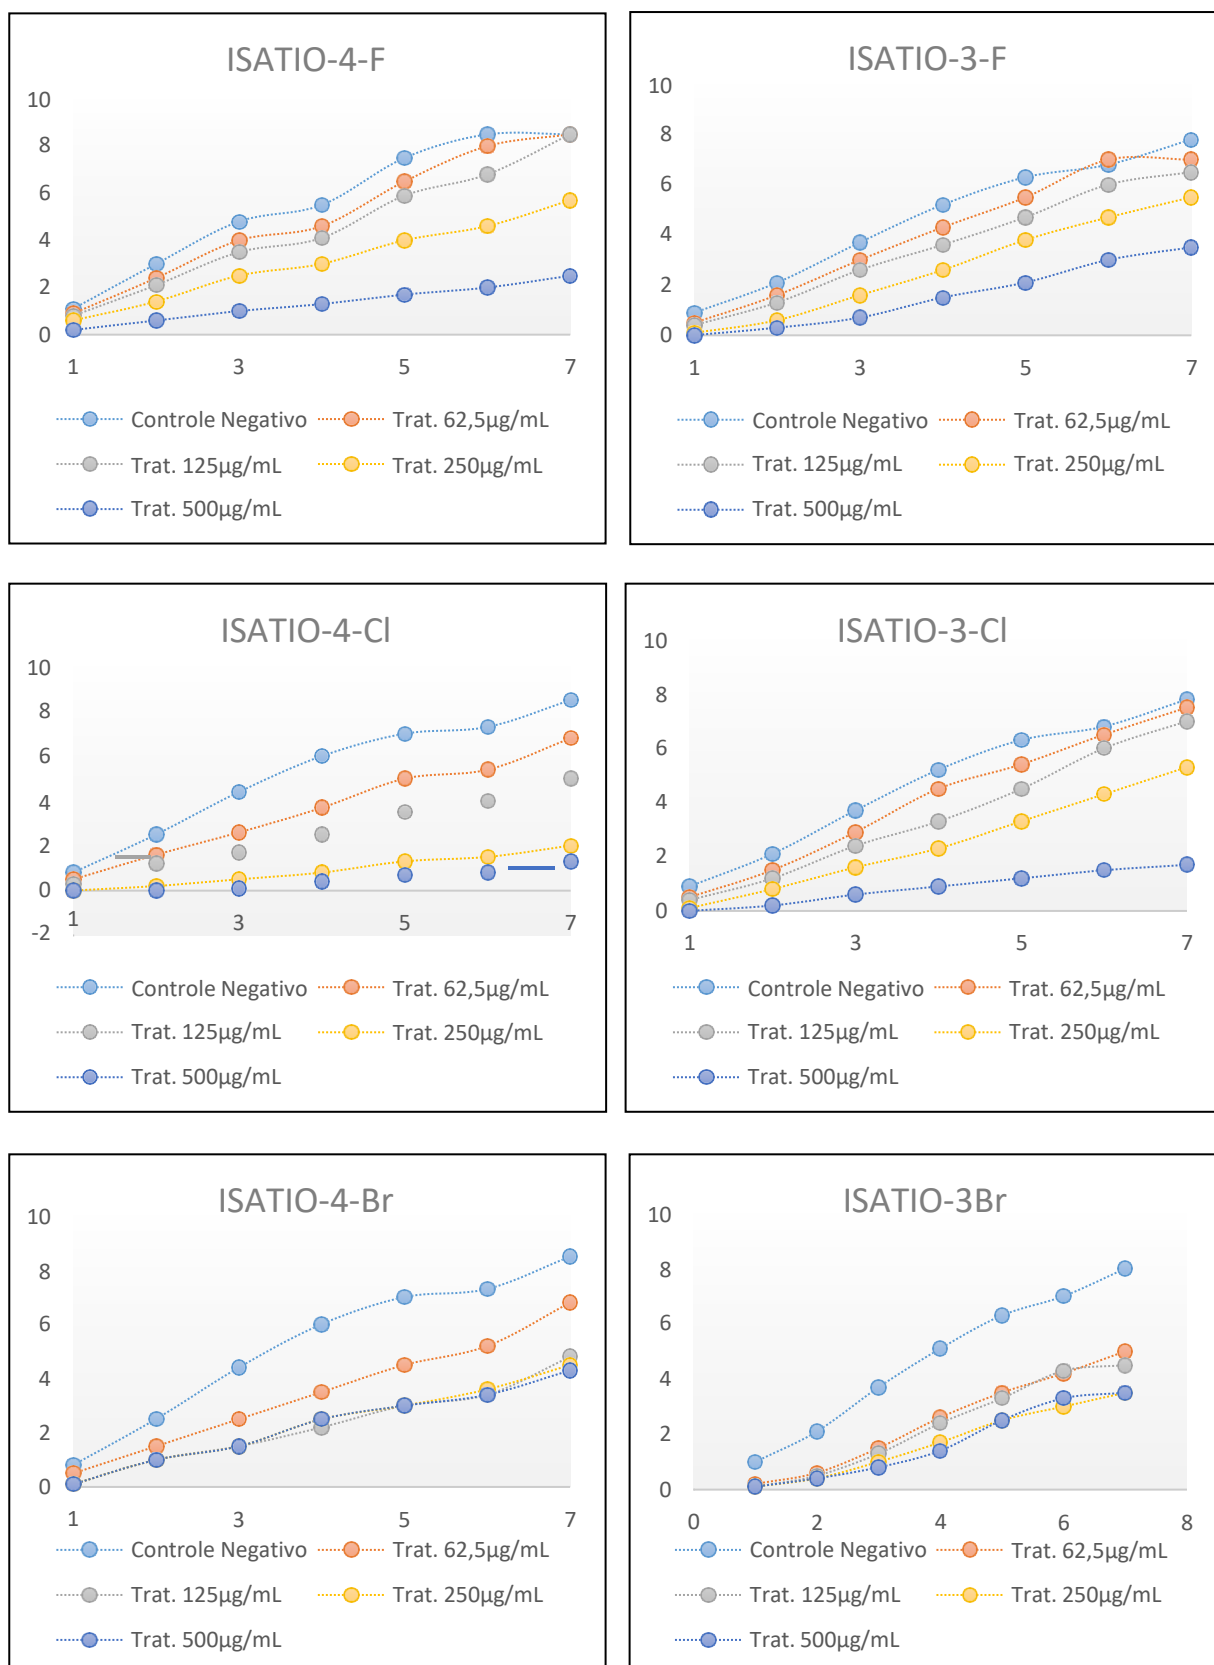 ISATIO-4-F
10
8
6
4
2
0
1 3 5 7
Controle Negativo Trat. 62,5µg/mL
Trat. 125µg/mL Trat. 250µg/mL
Trat. 500µg/mL
ISATIO-3-F
10
8
6
4
2
0
1 3 5 7
Controle Negativo Trat. 62,5µg/mL
Trat. 125µg/mL Trat. 250µg/mL
Trat. 500µg/mL
ISATIO-4-Cl
10
8
6
4
2
0
-2
1 3 5 7
Controle Negativo Trat. 62,5µg/mL
Trat. 125µg/mL Trat. 250µg/mL
Trat. 500µg/mL
ISATIO-3-Cl
10
8
6
4
2
0
1 3 5 7
Controle Negativo Trat. 62,5µg/mL
Trat. 125µg/mL Trat. 250µg/mL
Trat. 500µg/mL
ISATIO-4-Br
10
8
6
4
2
0
1 3 5 7
Controle Negativo Trat. 62,5µg/mL
Trat. 125µg/mL Trat. 250µg/mL
Trat. 500µg/mL
ISATIO-3Br
10
8
6
4
2
0
0 2 4 6 8
Controle Negativo Trat. 62,5µg/mL
Trat. 125µg/mL Trat. 250µg/mL
Trat. 500µg/mL